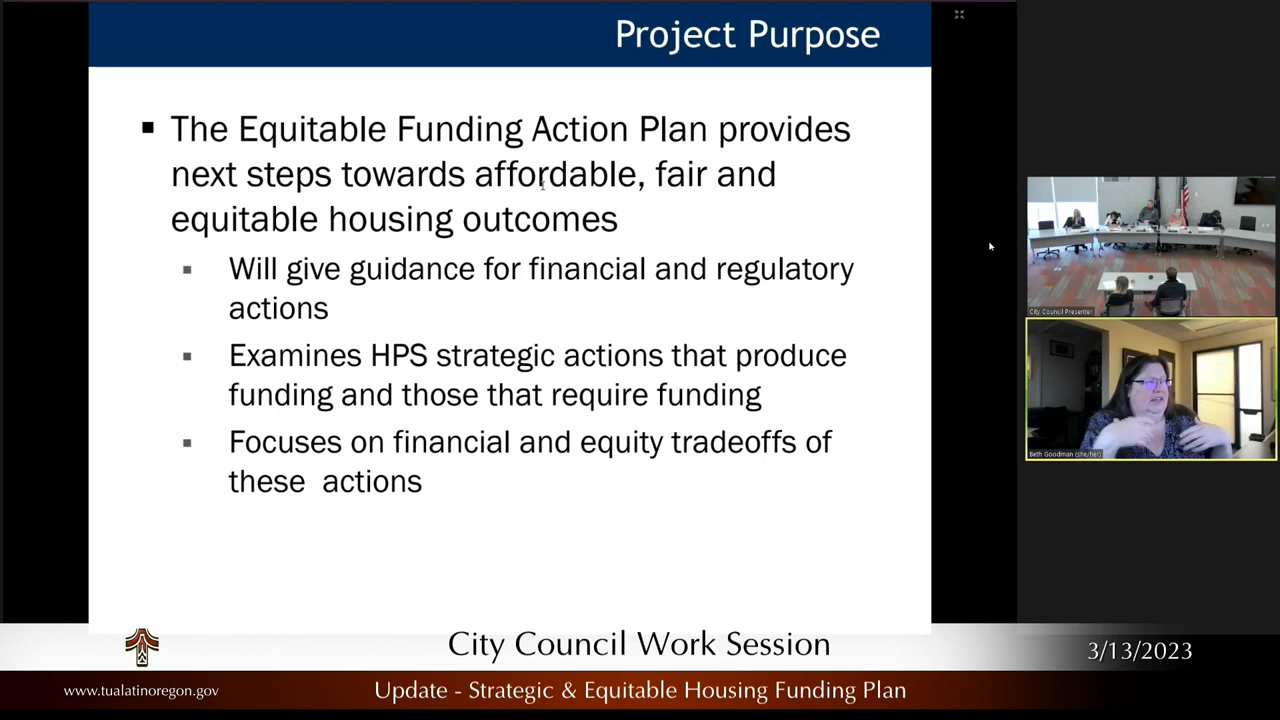 Project Purpose
▪ The Equitable Funding Action Plan provides
next steps towards affordable, fair and
equitable housing outcomes
▪ Will give guidance for financial and regulatory
actions
▪ Examines HPS strategic actions that produce
funding and those that require funding
▪ Focuses on financial and equity tradeoffs of
these  actions
City Council Presenter
Beth Goodman (she/her)
City Council Work Session
3/13/2023
www.tualatinoregon.gov
Update - Strategic & Equitable Housing Funding Plan